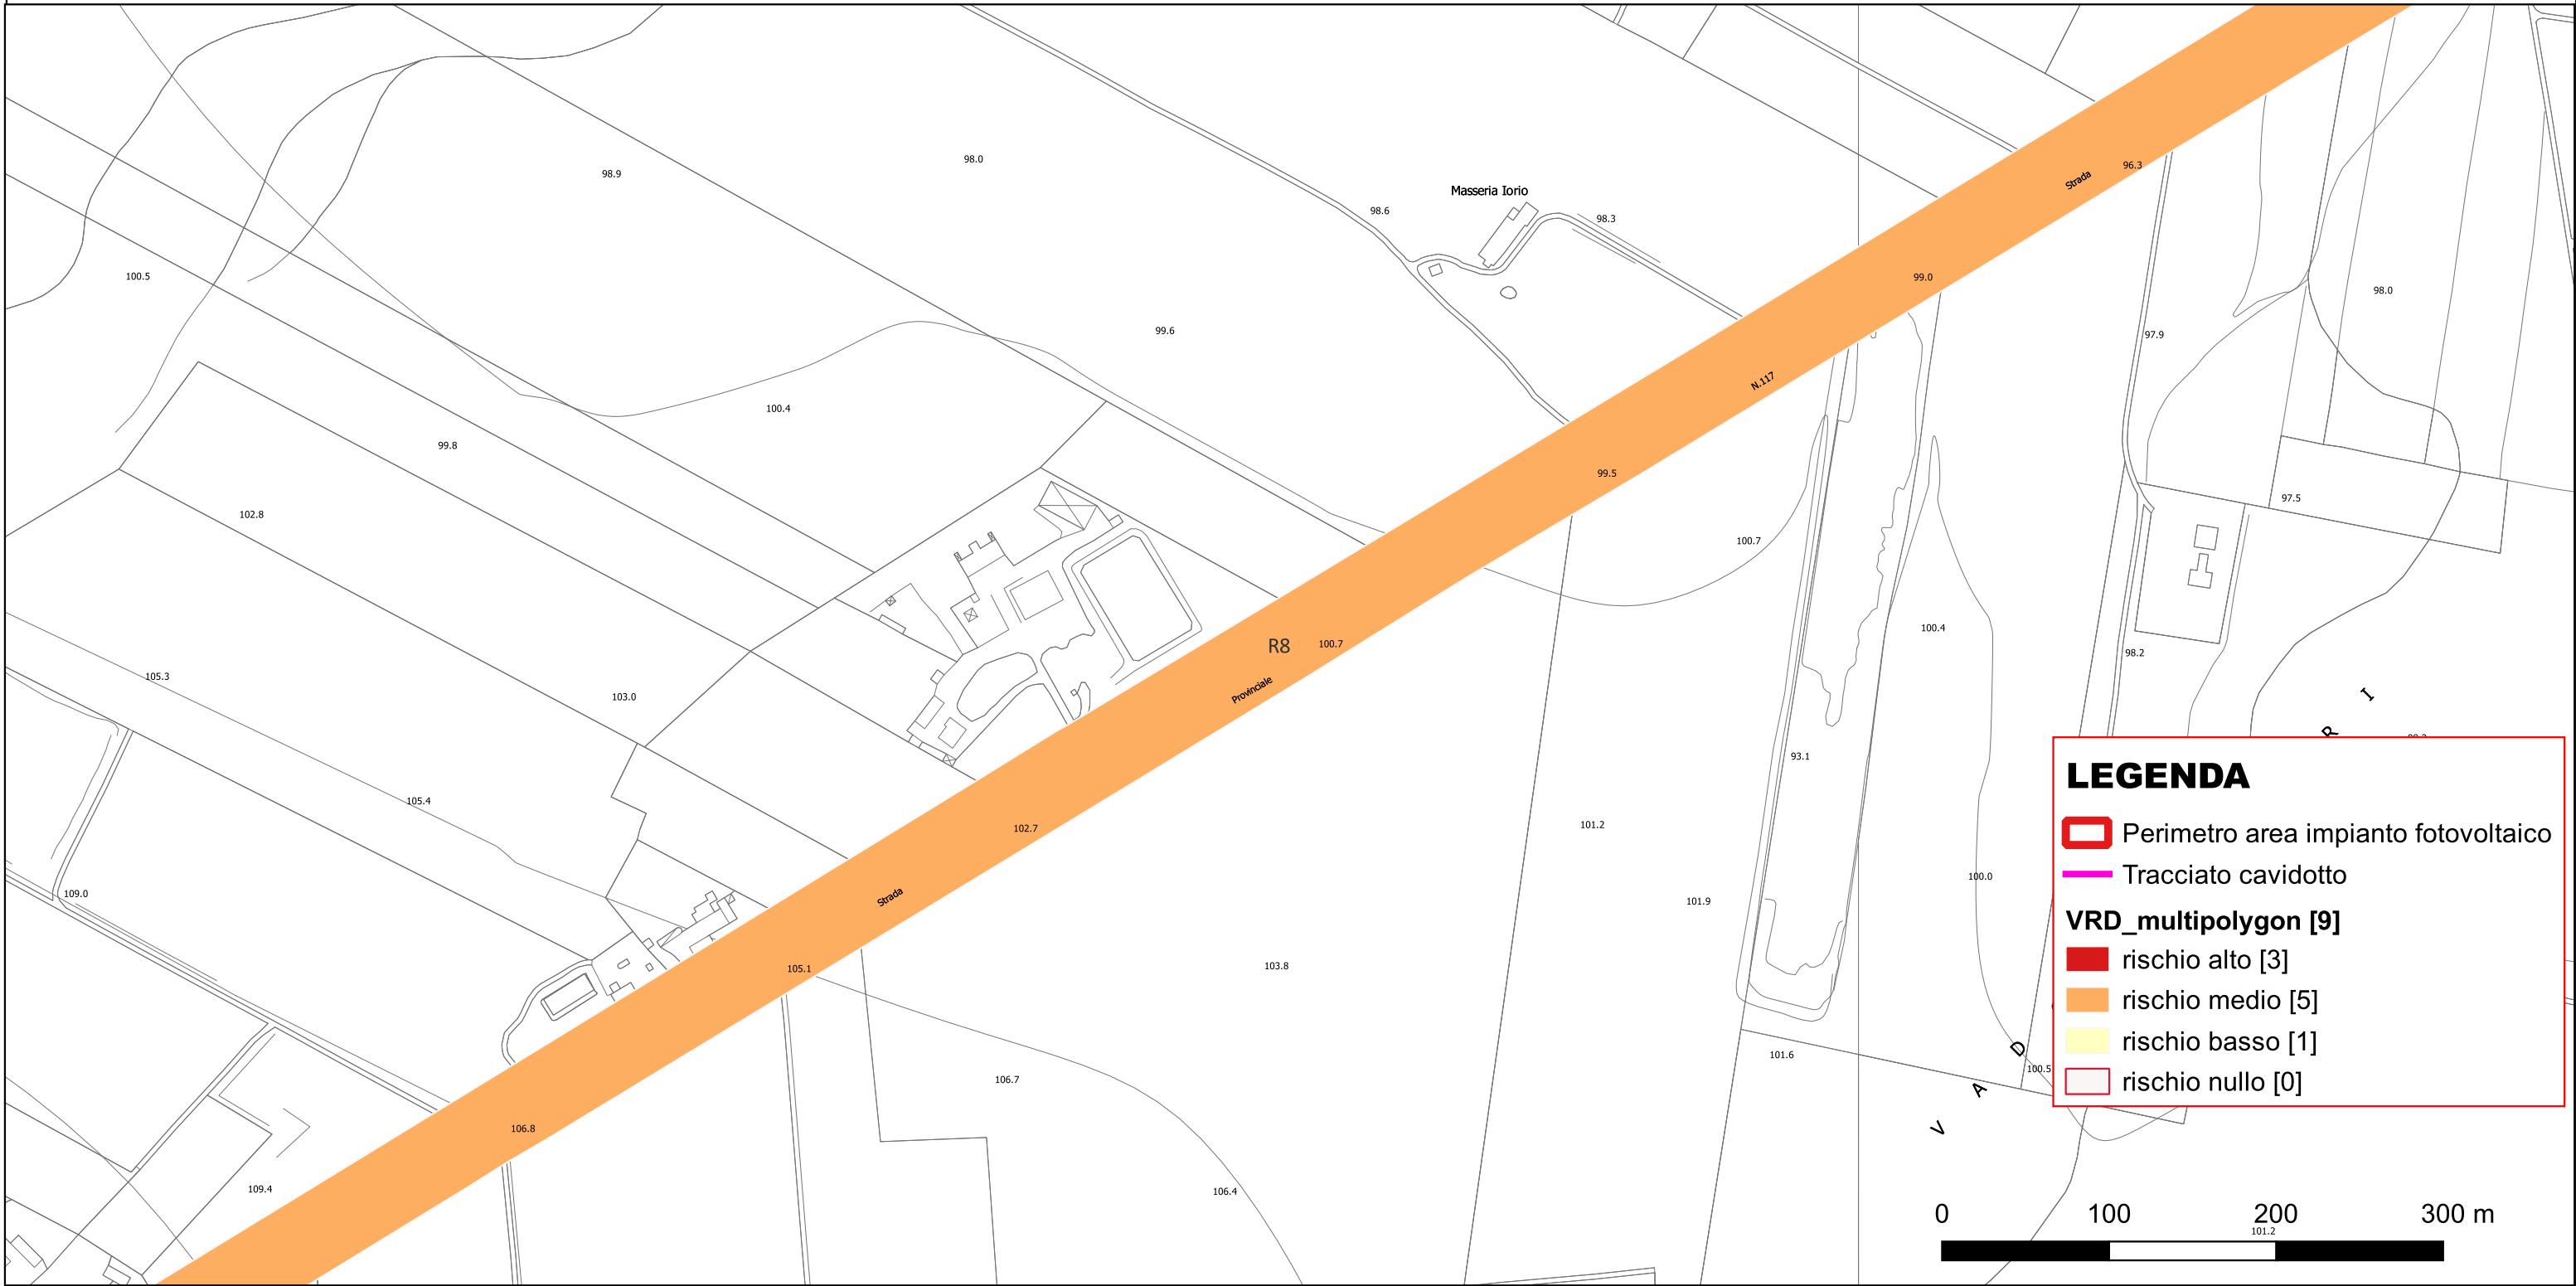 98.0
98.9
96.3
Strada
Masseria Iorio
98.6
98.3
100.5
99.0
98.0
99.6
97.9
N.117
100.4
99.8
99.5
97.5
102.8
100.7
100.4
R8
100.7
98.2
105.3
Provinciale
103.0
V A D R I
93.1
105.4
102.7
101.2
Strada
109.0
101.9
100.0
105.1
103.8
101.6
100.5
106.7
106.8
109.4
106.4
LEGENDA
Perimetro area impianto fotovoltaico
Tracciato cavidotto
VRD_multipolygon [9]
rischio alto [3]
rischio medio [5]
rischio basso [1]
rischio nullo [0]
0 100 200 300 m
101.2